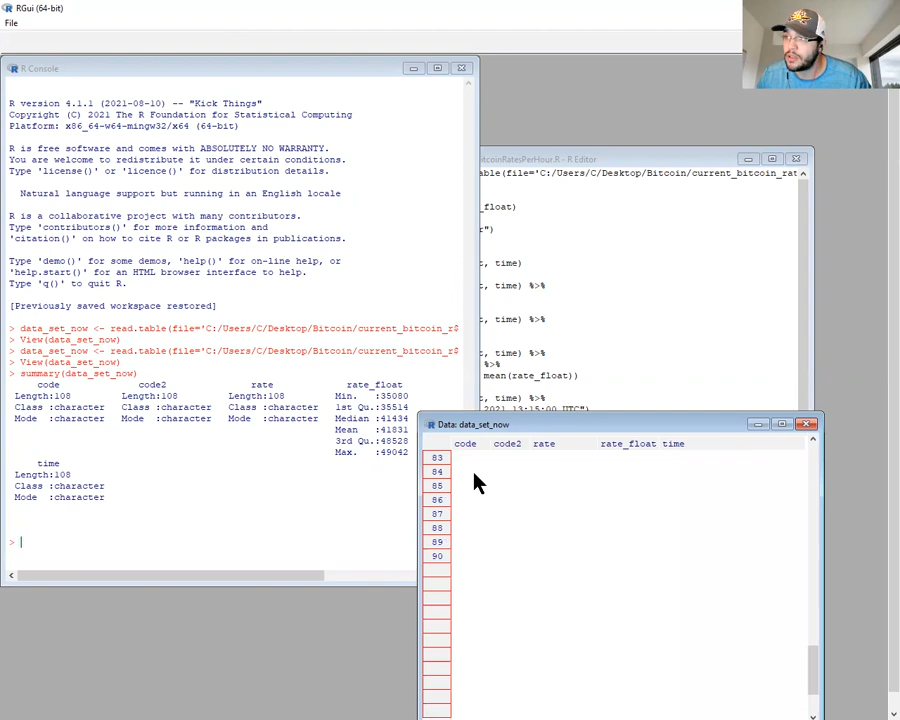 RGui (64-bit)
File
R Console
R version 4.1.1 (2021-08-10) -- "Kick Things"
Copyright (C) 2021 The R Foundation for Statistical Computing
Platform: x86_64-w64-mingw32/x64 (64-bit)
R is free software and comes with ABSOLUTELY NO WARRANTY.
You are welcome to redistribute it under certain conditions.
Type 'license()' or 'licence()' for distribution details.
Natural language support but running in an English locale
R is a collaborative project with many contributors.
Type 'contributors()' for more information and
'citation()' on how to cite R or R packages in publications.
Type 'demo()' for some demos, 'help()' for on-line help, or
'help.start()' for an HTML browser interface to help.
Type 'q()' to quit R.
[Previously saved workspace restored]
> data_set_now <- read.table(file='C:/Users/C/Desktop/Bitcoin/current_bitcoin_r$
> View(data_set_now)
> data_set_now <- read.table(file='C:/Users/C/Desktop/Bitcoin/current_bitcoin_r$
> View(data_set_now)
> summary(data_set_now)
code code2 rate rate_float
Length:108 Length:108 Length:108 Min. :35080
Class :character Class :character Class :character 1st Qu.:35514
Mode :character Mode :character Mode :character Median :41434
Mean :41831
3rd Qu.:48528
Max. :49042
time
Length:108
Class :character
Mode :character
>
itcoinRatesPerHour.R - R Editor
able(file='C:/Users/C/Desktop/Bitcoin/current_bitcoin_rat
_float)
r")
t, time)
t, time) %>%
t, time) %>%
%>%
mean(rate_float))
t, time) %>%
2021 13:15:00 UTC")
Data: data_set_now
code code2 rate rate_float time
83
84
85
86
87
88
89
90